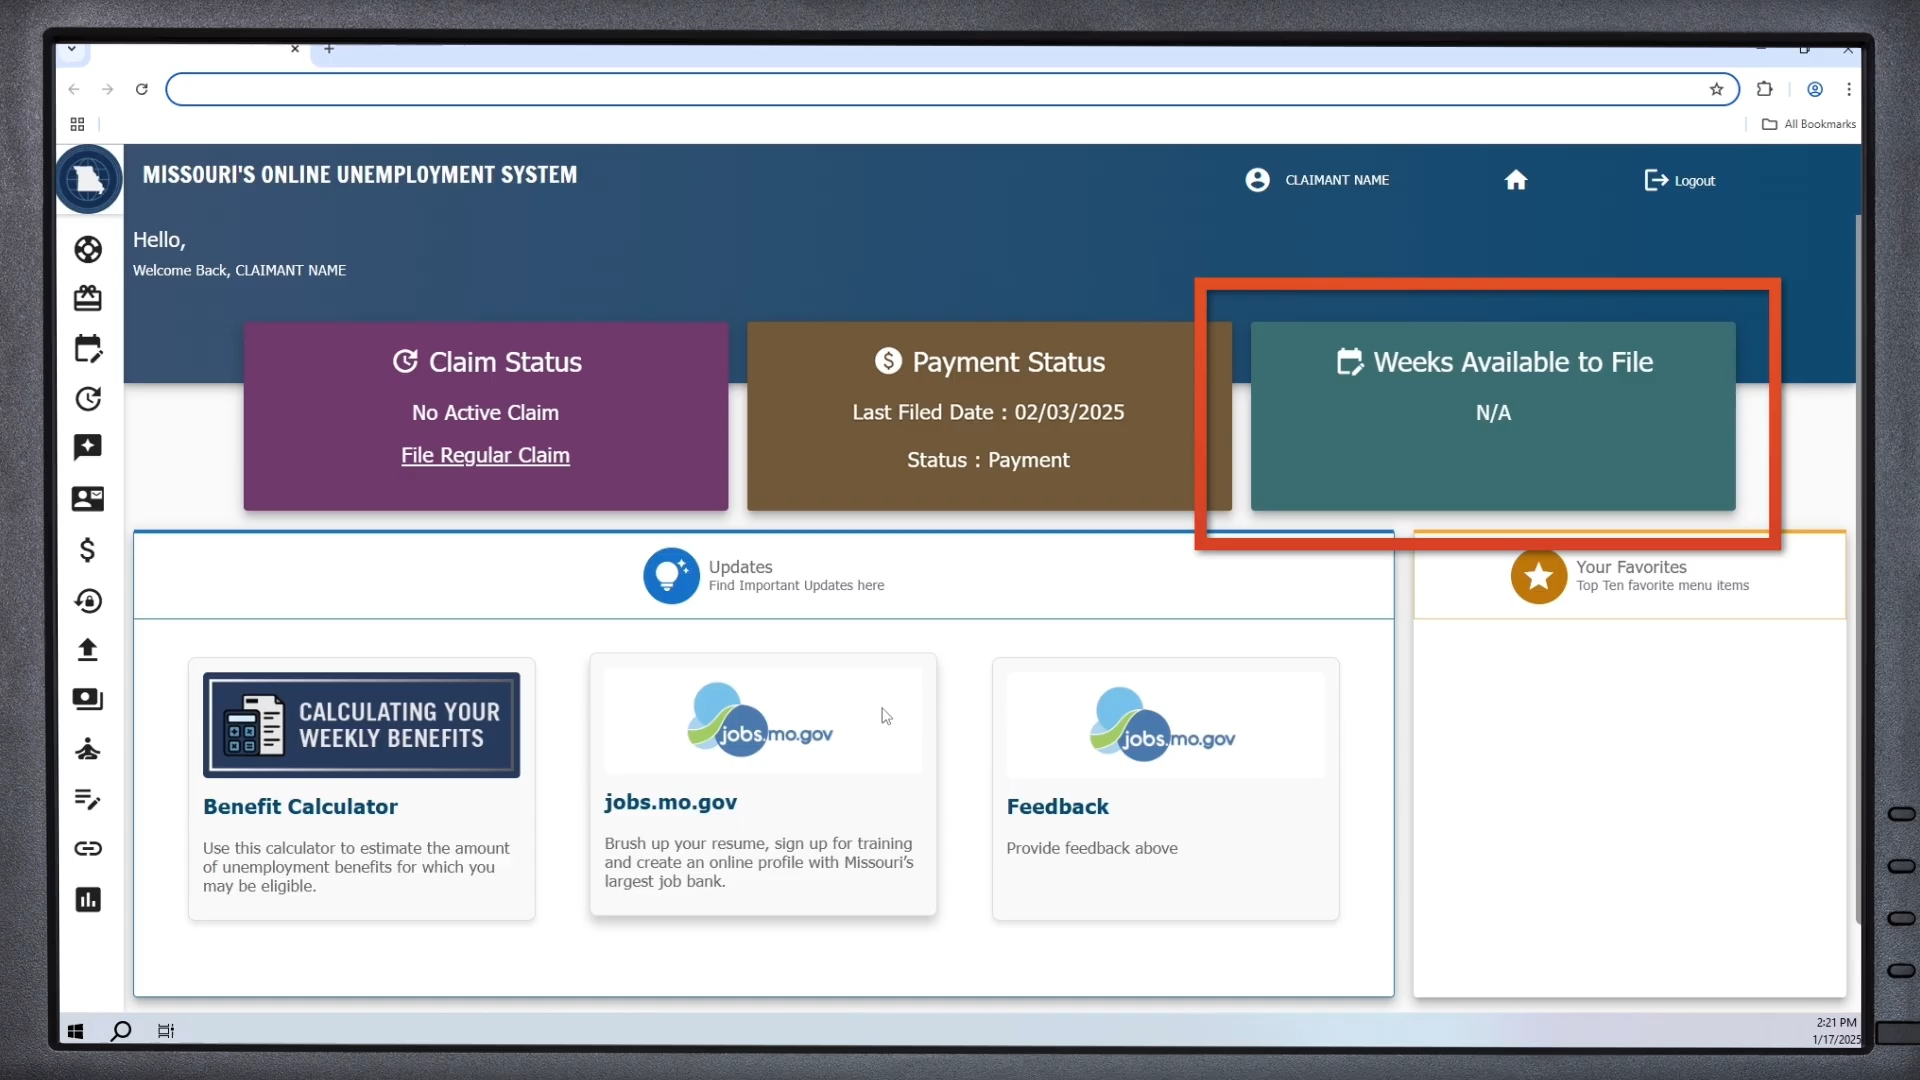 All Bookmarks
MISSOURI'S ONLINE UNEMPLOYMENT SYSTEM
CLAIMANT NAME
Logout
Hello,
Welcome Back, CLAIMANT NAME
Claim Status
No Active Claim
File Regular Claim
Payment Status
Last Filed Date : 02/03/2025
Status : Payment
Weeks Available to File
N/A
Updates
Find Important Updates here
Your Favorites
Top Ten favorite menu items
CALCULATING YOUR
WEEKLY BENEFITS
Benefit Calculator
Use this calculator to estimate the amount
of unemployment benefits for which you
may be eligible.
jobs.mo.gov
jobs.mo.gov
Brush up your resume, sign up for training
and create an online profile with Missouri's
largest job bank.
jobs.mo.gov
Feedback
Provide feedback above
2:21 PM
1/17/2025